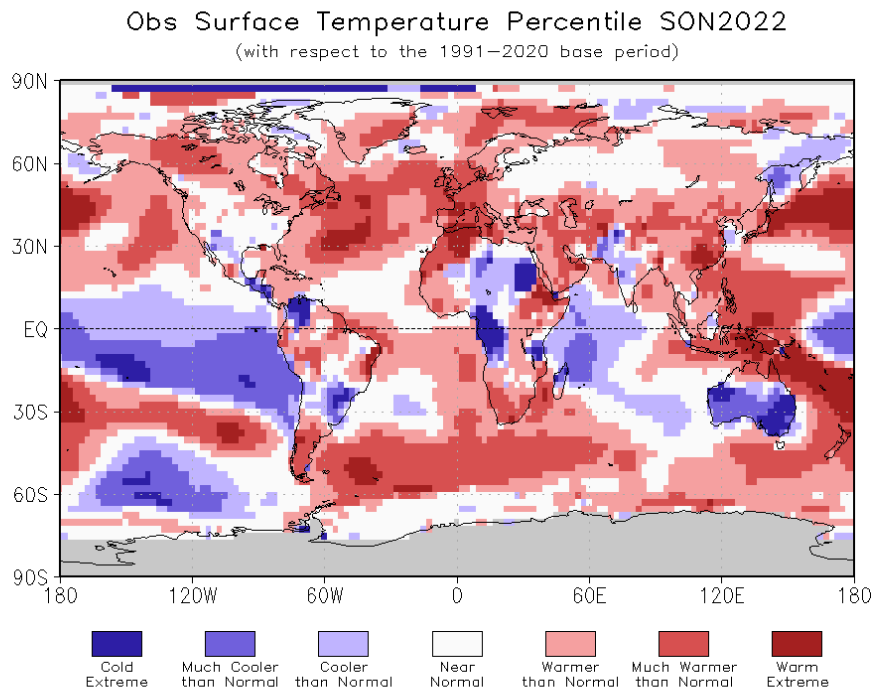 Obs Surface Temperature Percentile SON2022
(with respect to the 1991–2020 base period)
90N
60N
30N
EQ
30S
60S
90S
180 120W 60W 0 60E 120E 180
Cold Extreme
Much Cooler than Normal
Cooler than Normal
Near Normal
Warmer than Normal
Much Warmer than Normal
Warm Extreme